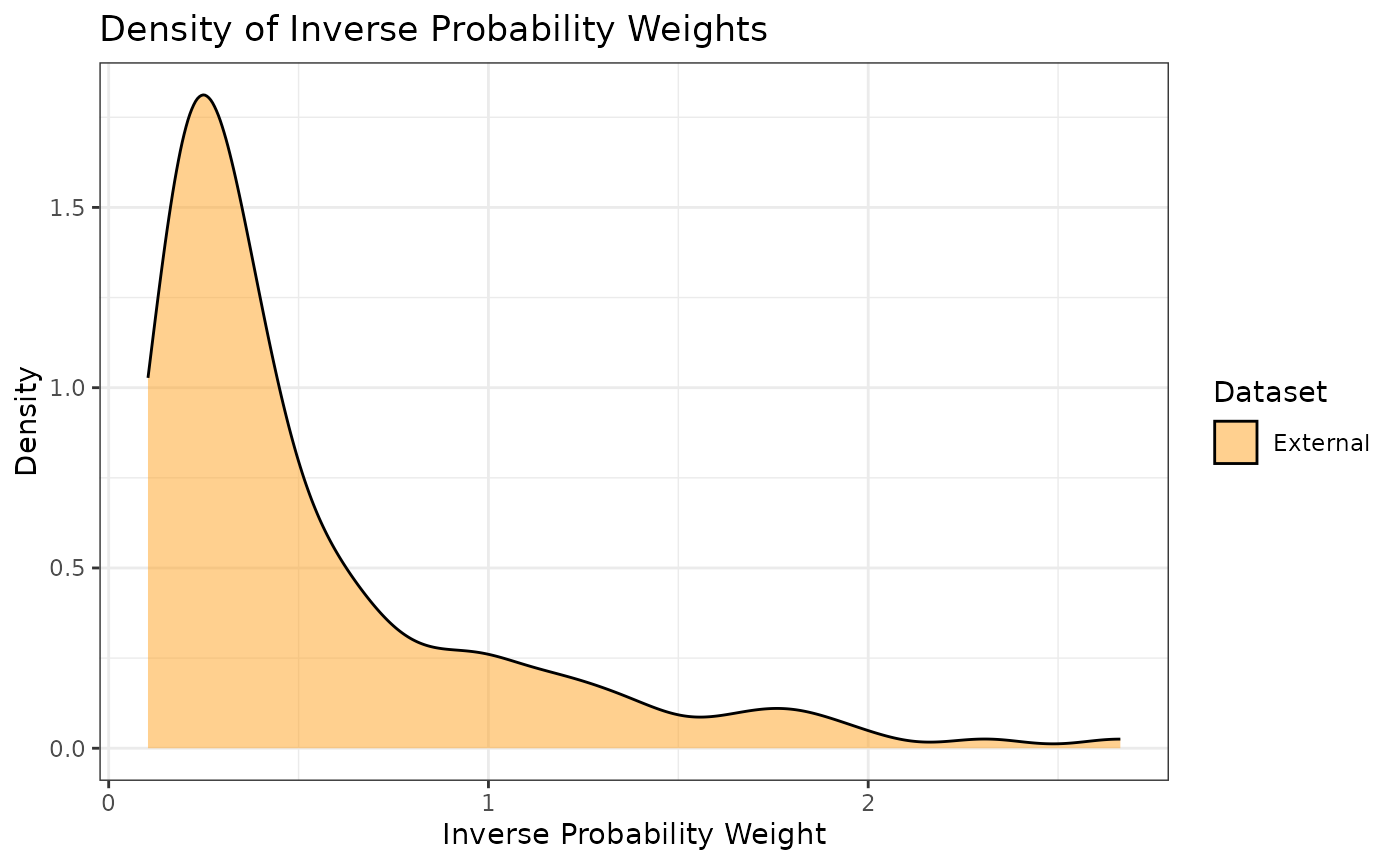 Density of Inverse Probability Weights
Density
1.5
1.0
0.5
0.0
0
1
2
Inverse Probability Weight
Dataset
External